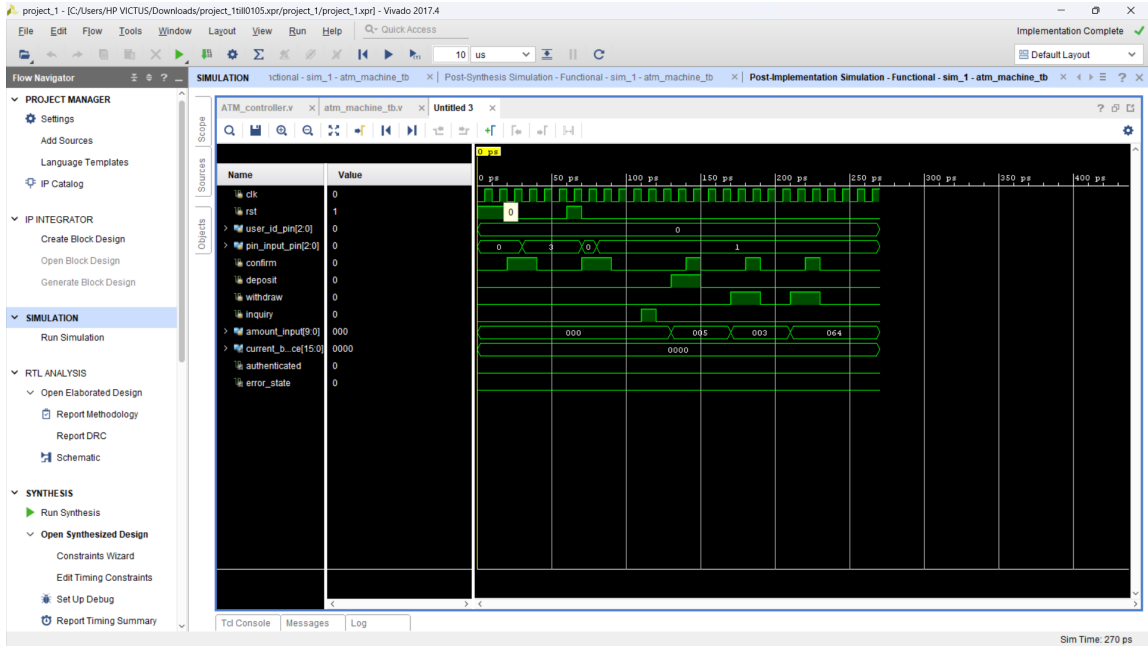 project_1 - [C:/Users/HP VICTUS/Downloads/project_1till0105.xpr/project_1/project_1.xpr] - Vivado 2017.4
File Edit Flow Tools Window Layout View Run Help Quick Access Implementation Complete
10 us Default Layout
Flow Navigator SIMULATION ctional - sim_1 - atm_machine_tb Post-Synthesis Simulation - Functional - sim_1 - atm_machine_tb Post-Implementation Simulation - Functional - sim_1 - atm_machine_tb
PROJECT MANAGER
Settings
Add Sources
Language Templates
IP Catalog
IP INTEGRATOR
Create Block Design
Open Block Design
Generate Block Design
SIMULATION
Run Simulation
RTL ANALYSIS
Open Elaborated Design
Report Methodology
Report DRC
Schematic
SYNTHESIS
Run Synthesis
Open Synthesized Design
Constraints Wizard
Edit Timing Constraints
Set Up Debug
Report Timing Summary
Scope
Sources
Objects
ATM_controller.v atm_machine_tb.v Untitled 3
0 ps
Name Value 0 ps 50 ps 100 ps 150 ps 200 ps 250 ps 300 ps 350 ps 400 ps
clk 0
rst 1 0
user_id_pin[2:0] 0 0
pin_input_pin[2:0] 0 0 3 0 1
confirm 0
deposit 0
withdraw 0
inquiry 0
amount_input[9:0] 000 000 005 003 064
current_b...ce[15:0] 0000 0000
authenticated 0
error_state 0
Tcl Console Messages Log
Sim Time: 270 ps